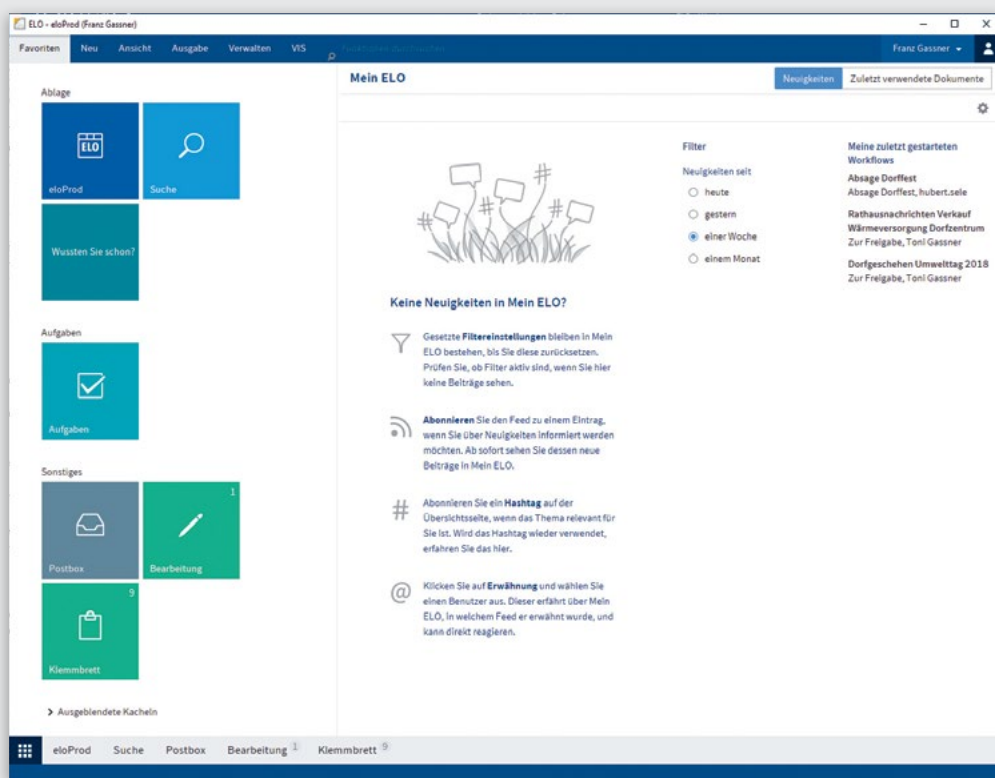 ELO - eloProd (Franz Gassner)
Favoriten Neu Ansicht Ausgabe Verwalten VIS
Franz Gassner
Ablage
ELO
eloProd
Suche
Wussten Sie schon?
Aufgaben
Aufgaben
Sonstiges
Postbox
1
Bearbeitung
9
Klemmbrett
Ausgeblendete Kacheln
Mein ELO
Neuigkeiten Zuletzt verwendete Dokumente
Keine Neuigkeiten in Mein ELO?
Gesetzte Filtereinstellungen bleiben in Mein
ELO bestehen, bis Sie diese zurücksetzen.
Prüfen Sie, ob Filter aktiv sind, wenn Sie hier
keine Beiträge sehen.
Abonnieren Sie den Feed zu einem Eintrag,
wenn Sie über Neuigkeiten informiert werden
möchten. Ab sofort sehen Sie dessen neue
Beiträge in Mein ELO.
#
Abonnieren Sie ein Hashtag auf der
Übersichtsseite, wenn das Thema relevant für
Sie ist. Wird das Hashtag wieder verwendet,
erfahren Sie das hier.
@
Klicken Sie auf Erwähnung und wählen Sie
einen Benutzer aus. Dieser erfährt über Mein
ELO, in welchem Feed er erwähnt wurde, und
kann direkt reagieren.
Filter
Neuigkeiten seit
heute
gestern
einer Woche
einem Monat
Meine zuletzt gestarteten
Workflows
Absage Dorffest
Absage Dorffest, hubert.sele
Rathausnachrichten Verkauf
Wärmeversorgung Dorfzentrum
Zur Freigabe, Toni Gassner
Dorfgeschehen Umwelttag 2018
Zur Freigabe, Toni Gassner
eloProd Suche Postbox Bearbeitung 1 Klemmbrett 9